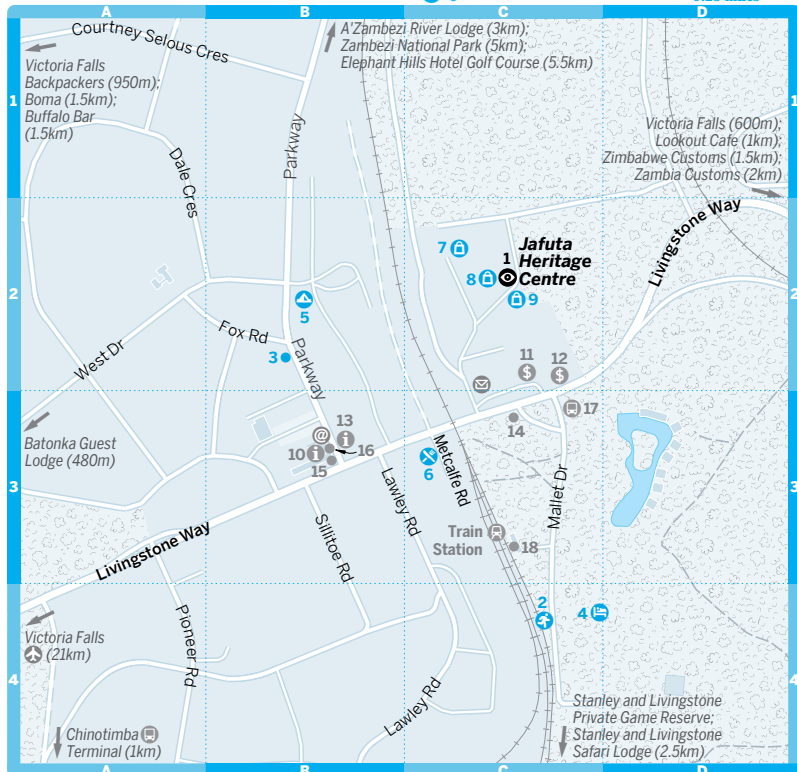 A
B
C
D
Courtney Selous Cres
A'Zambezi River Lodge (3km);
Zambezi National Park (5km);
Elephant Hills Hotel Golf Course (5.5km)
Victoria Falls
Backpackers (950m);
Boma (1.5km);
Buffalo Bar
(1.5km)
1
1
Parkway
Dale Cres
Victoria Falls (600m);
Lookout Cafe (1km);
Zimbabwe Customs (1.5km);
Zambia Customs (2km)
Livingstone Way
7
1
Jafuta
Heritage
Centre
8
9
2
2
5
Fox Rd
West Dr
3
Parkway
11
$
12
$
17
14
@
13
i
10
i
16
15
6
Metcalfe Rd
Batonka Guest
Lodge (480m)
3
3
Mallet Dr
Lawley Rd
Sillitoe Rd
Train
Station
18
Livingstone Way
2
4
Pioneer Rd
Victoria Falls
(21km)
4
4
Lawley Rd
Chinotimba
Terminal (1km)
Stanley and Livingstone
Private Game Reserve;
Stanley and Livingstone
Safari Lodge (2.5km)
A
B
C
D